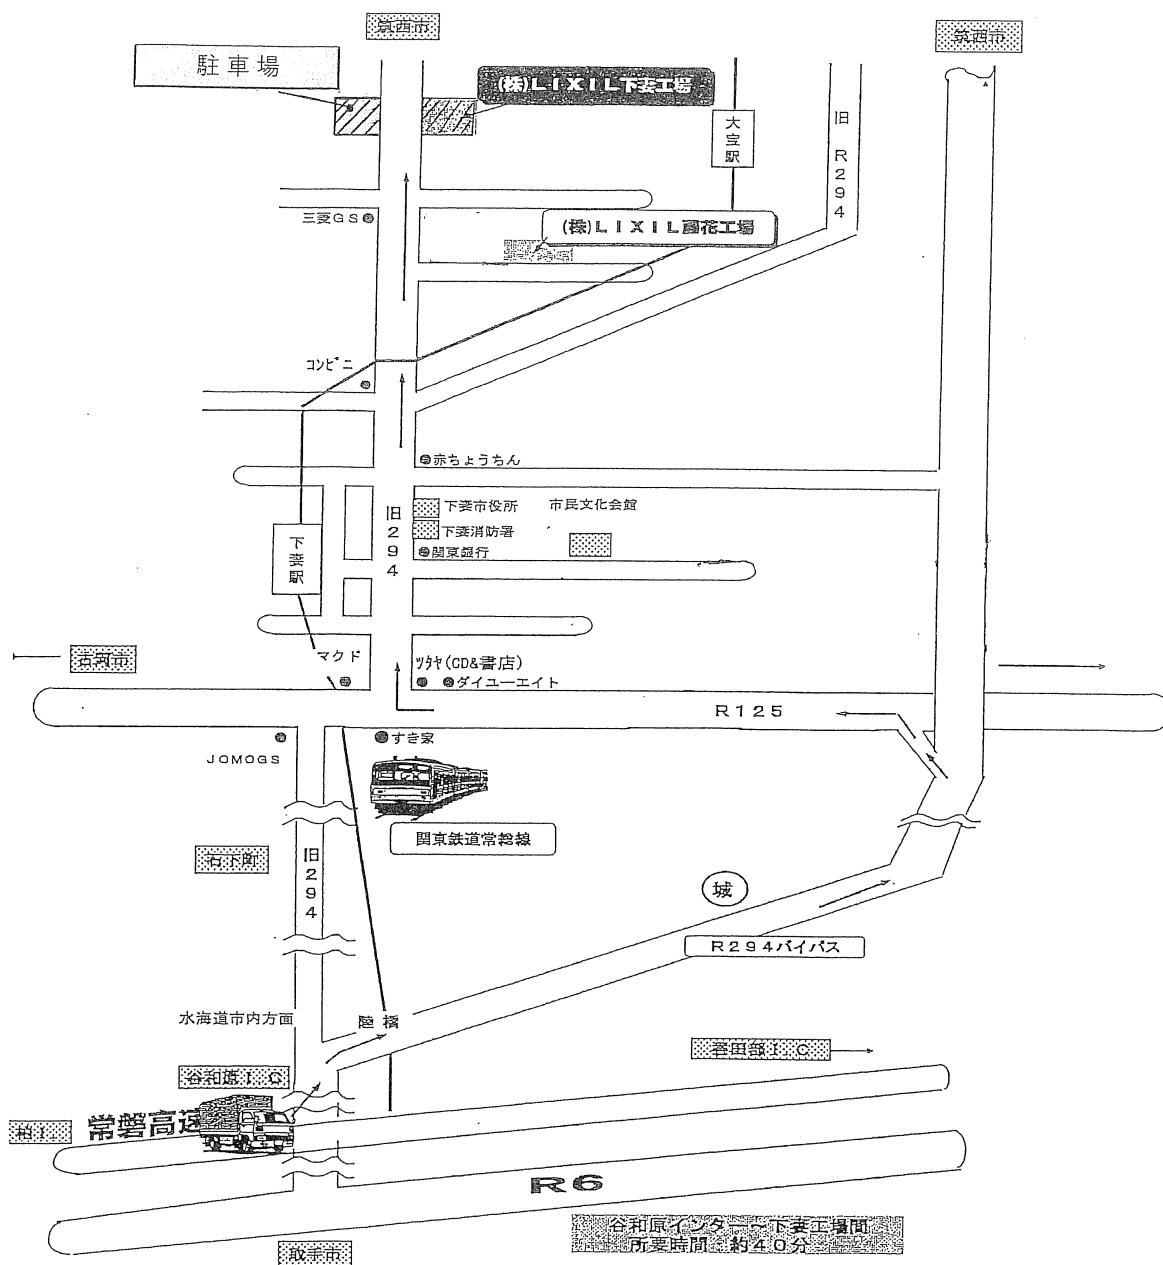 筑西市
筑西市
駐車場
(株)LIXIL下妻工場
大宝駅
旧R294
三菱GS
(株)LIXIL
工場
コンビニ
赤ちょうちん
下妻市役所
市民文化会館
下妻消防署
関東銀行
旧294
下妻駅
古河市
マクド
ツタヤ(CD&書店)
ダイユーエイト
R125
すき家
JOMOGS
関東鉄道常総線
石下町
旧294
城
R294バイパス
水海道市内方面
陸橋
谷和原IC
常磐高速
柏I
R6
谷和原インター～下妻工場間
所要時間 約40分
取手市